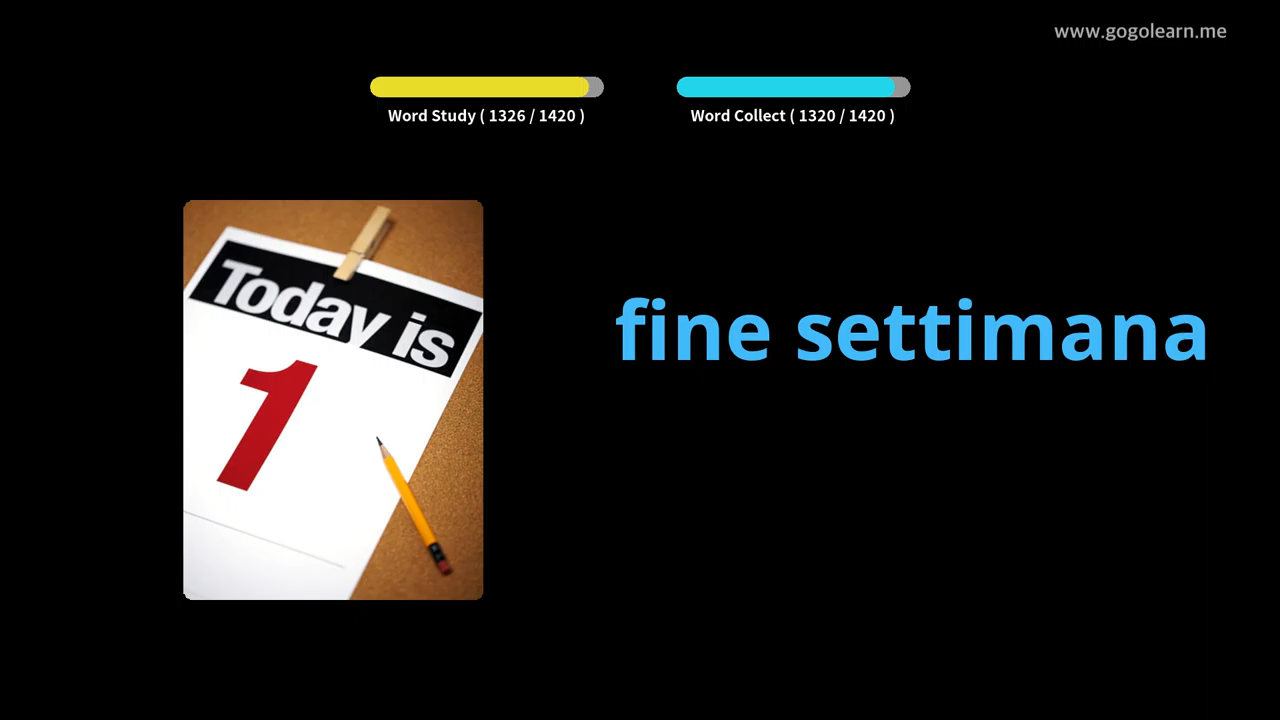 www.gogolearn.me
Word Study ( 1326 / 1420 )
Word Collect ( 1320 / 1420 )
Today is
1
fine settimana